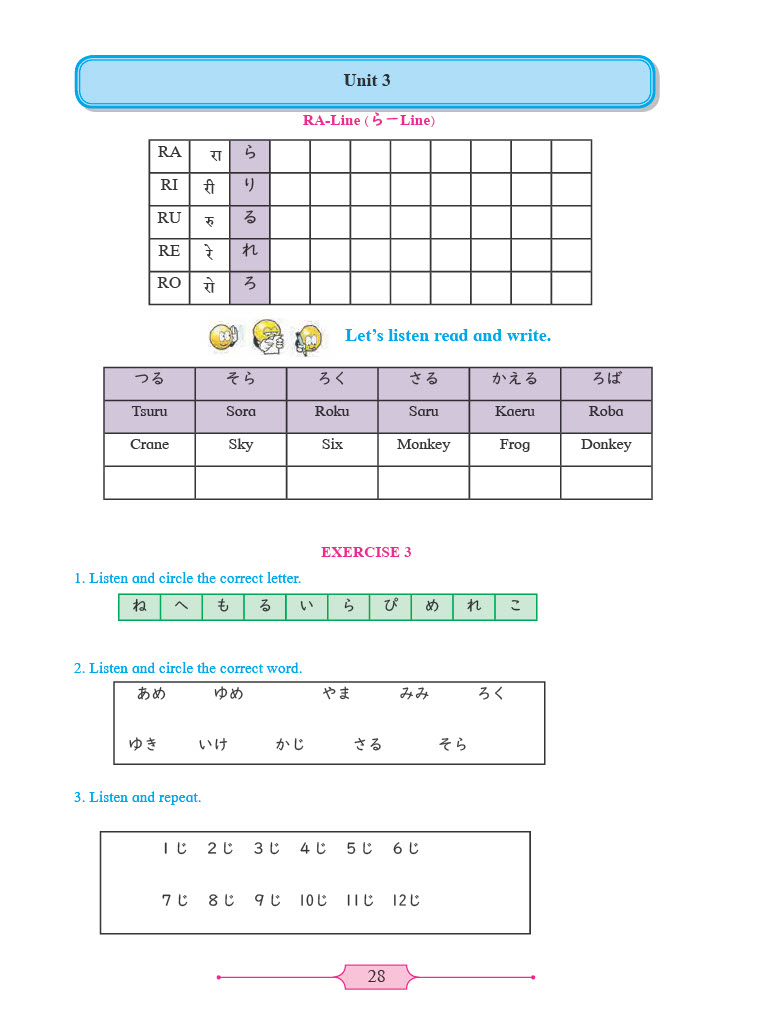 Unit 3
RA-Line (らーLine)
RA रा ら
RI री り
RU रु る
RE रे れ
RO रो ろ
Let's listen read and write.
つる そら ろく さる かえる ろば
Tsuru Sora Roku Saru Kaeru Roba
Crane Sky Six Monkey Frog Donkey
EXERCISE 3
1. Listen and circle the correct letter.
ね へ も る い ら ぴ め れ こ
2. Listen and circle the correct word.
あめ ゆめ やま みみ ろく
ゆき いけ かじ さる そら
3. Listen and repeat.
1じ 2じ 3じ 4じ 5じ 6じ
7じ 8じ 9じ 10じ 11じ 12じ
28